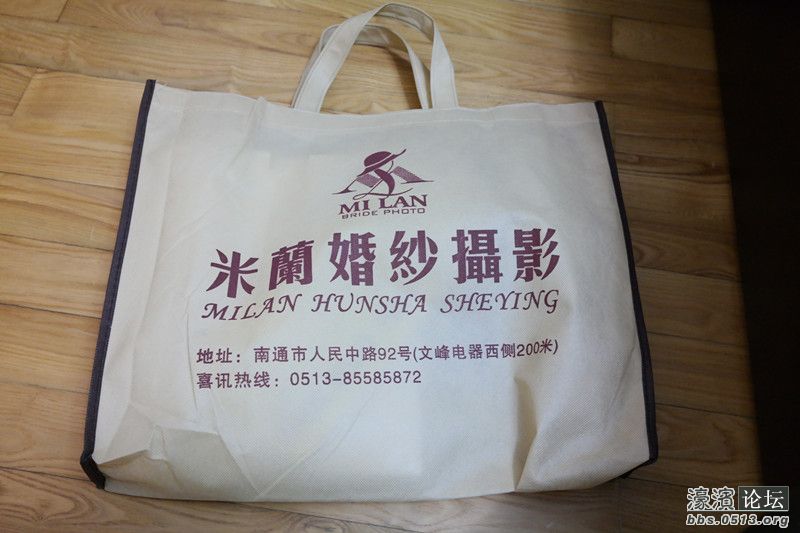 MI LAN
BRIDE PHOTO
米蘭婚紗攝影
MILAN HUNSHA SHEYING
地址：南通市人民中路92号(文峰电器西侧200米)
喜讯热线：0513-85585872
濠滨论坛
bbs.0513.org